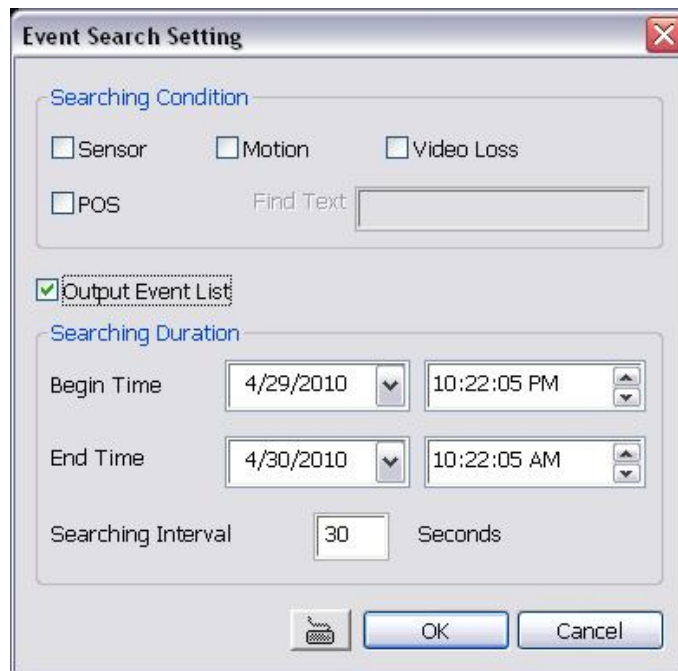 Event Search Setting
Searching Condition
Sensor Motion Video Loss
POS Find Text
Output Event List
Searching Duration
Begin Time 4/29/2010 10:22:05 PM
End Time 4/30/2010 10:22:05 AM
Searching Interval 30 Seconds
OK Cancel